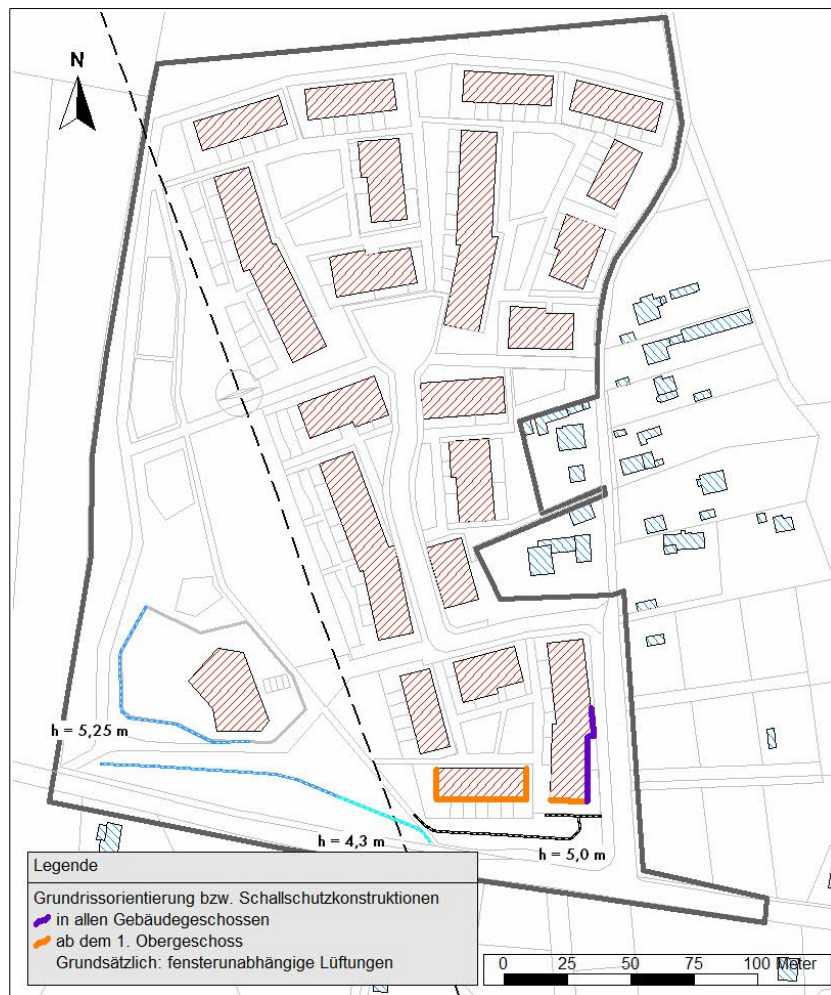 N
h = 5,25 m
h = 4,3 m
h = 5,0 m
Legende
Grundrissorientierung bzw. Schallschutzkonstruktionen
in allen Gebäudegeschossen
ab dem 1. Obergeschoss
Grundsätzlich: fensterunabhängige Lüftungen
0 25 50 75 100 Meter